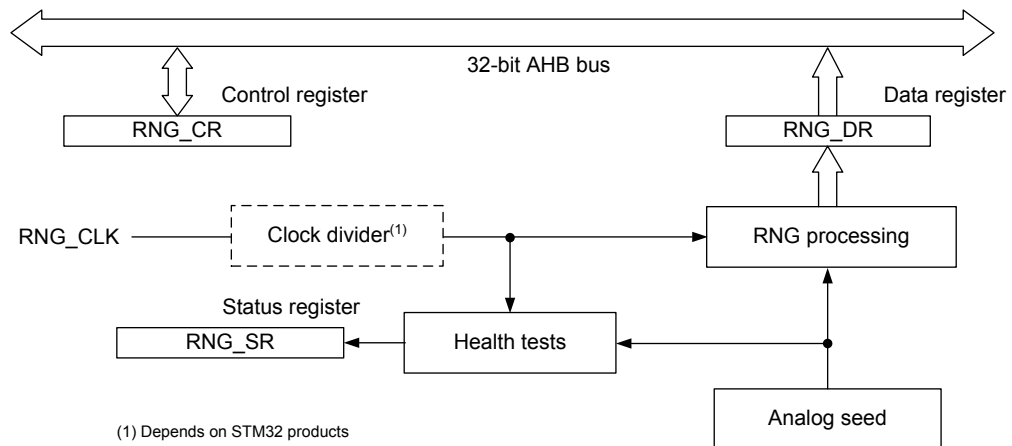 32-bit AHB bus
Control register
Data register
RNG_CR
RNG_DR
RNG_CLK
Clock divider(1)
RNG processing
Status register
RNG_SR
Health tests
Analog seed
(1) Depends on STM32 products